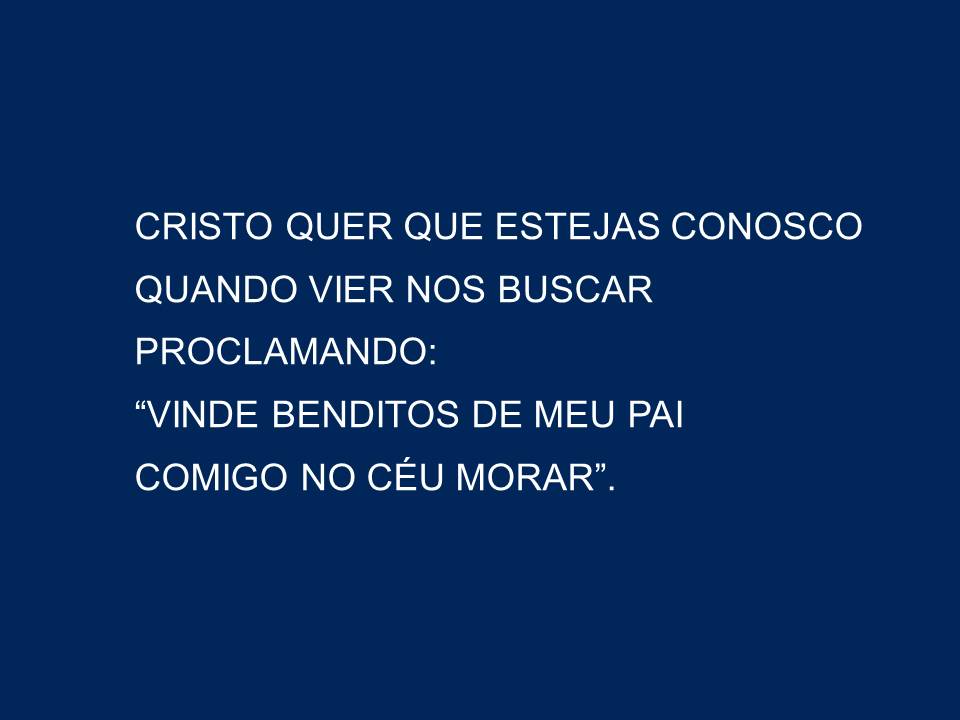 CRISTO QUER QUE ESTEJAS CONOSCO
QUANDO VIER NOS BUSCAR
PROCLAMANDO:
“VINDE BENDITOS DE MEU PAI
COMIGO NO CÉU MORAR”.